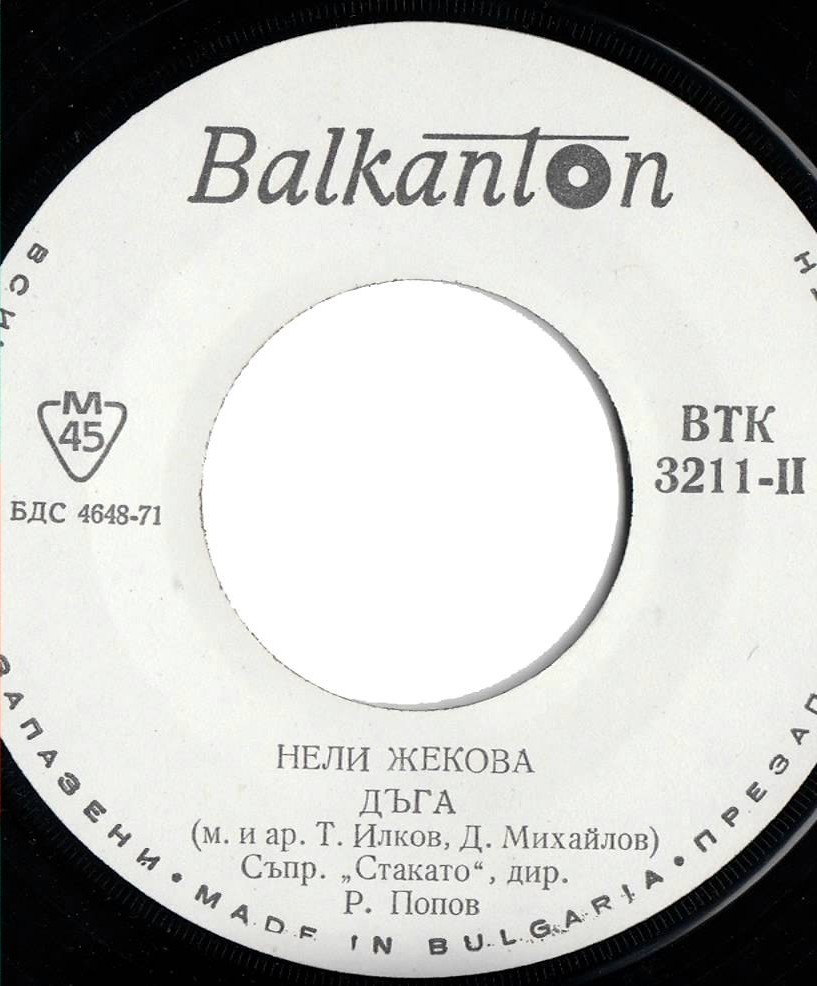 Balkanton
M
45
БДС 4648-71
ВТК
3211-II
НЕЛИ ЖЕКОВА
ДЪГА
(м. и ар. Т. Илков, Д. Михайлов)
Съпр. „Стакато“, дир.
Р. Попов
ЗАПАЗЕНИ • MADE IN BULGARIA •